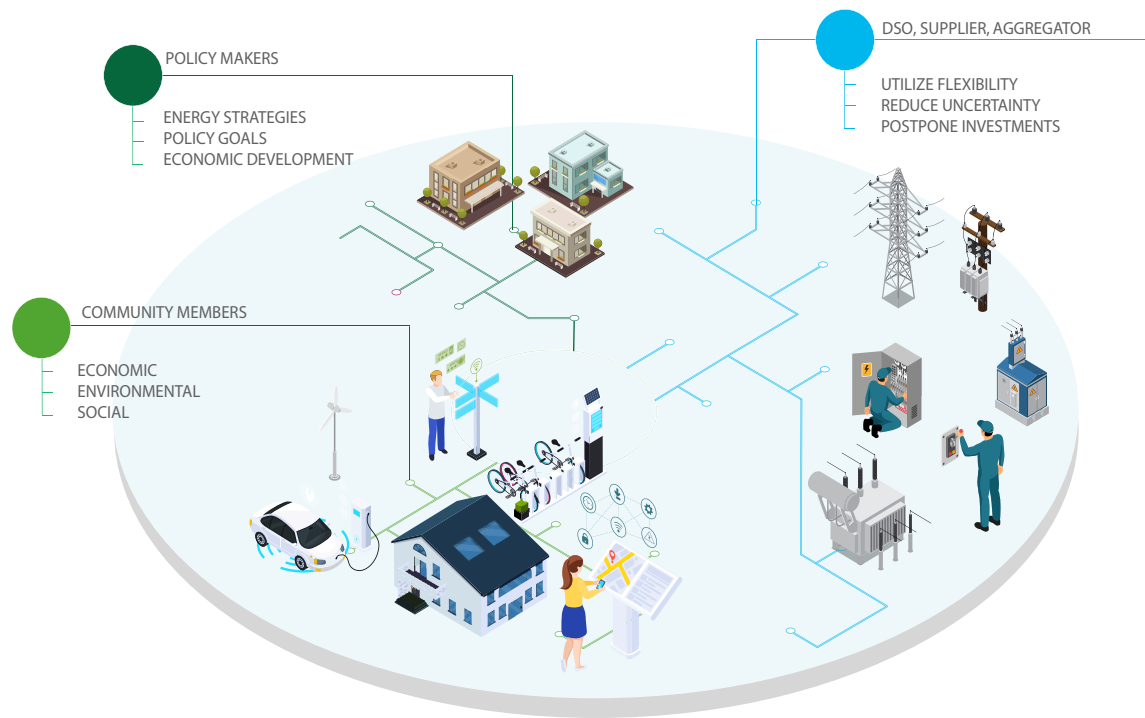 POLICY MAKERS
ENERGY STRATEGIES
POLICY GOALS
ECONOMIC DEVELOPMENT
DSO, SUPPLIER, AGGREGATOR
UTILIZE FLEXIBILITY
REDUCE UNCERTAINTY
POSTPONE INVESTMENTS
COMMUNITY MEMBERS
ECONOMIC
ENVIRONMENTAL
SOCIAL